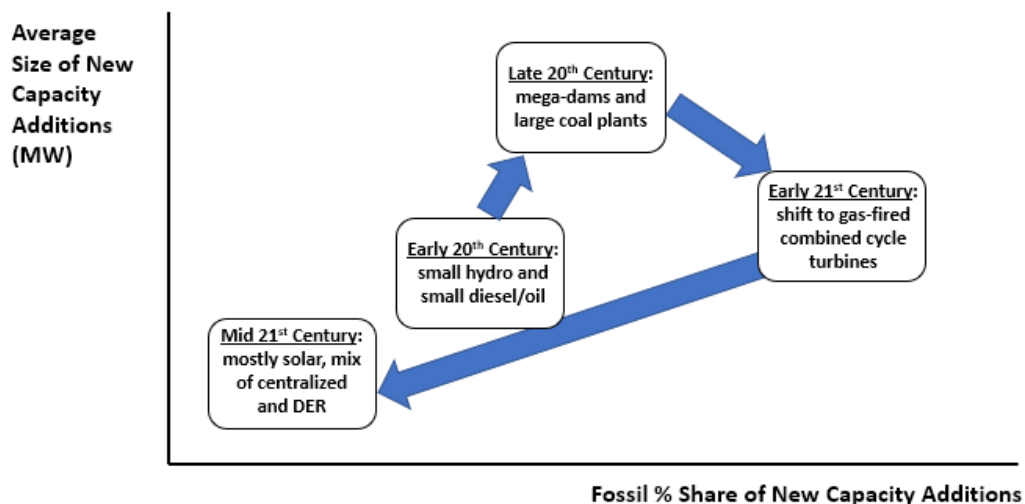 Average
Size of New
Capacity
Additions
(MW)
Late 20th Century:
mega-dams and
large coal plants
Early 21st Century:
shift to gas-fired
combined cycle
turbines
Early 20th Century:
small hydro and
small diesel/oil
Mid 21st Century:
mostly solar, mix
of centralized
and DER
Fossil % Share of New Capacity Additions